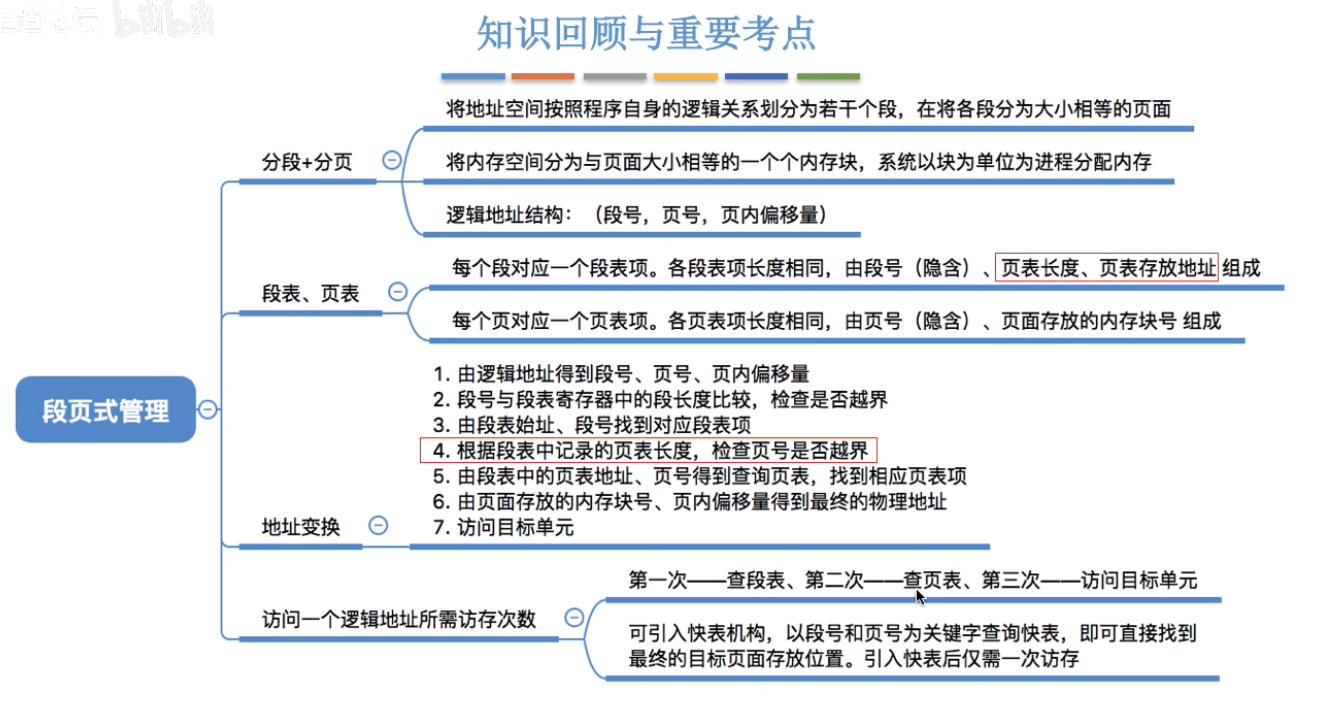 bilibili
知识回顾与重要考点
将地址空间按照程序自身的逻辑关系划分为若干个段，在将各段分为大小相等的页面
分段+分页
将内存空间分为与页面大小相等的一个个内存块，系统以块为单位为进程分配内存
逻辑地址结构：（段号，页号，页内偏移量）
每个段对应一个段表项。各段表项长度相同，由段号（隐含）、页表长度、页表存放地址 组成
段表、页表
每个页对应一个页表项。各页表项长度相同，由页号（隐含）、页面存放的内存块号 组成
段页式管理
1. 由逻辑地址得到段号、页号、页内偏移量
2. 段号与段表寄存器中的段长度比较，检查是否越界
3. 由段表始址、段号找到对应段表项
4. 根据段表中记录的页表长度，检查页号是否越界
5. 由段表中的页表地址、页号得到查询页表，找到相应页表项
6. 由页面存放的内存块号、页内偏移量得到最终的物理地址
7. 访问目标单元
地址变换
第一次——查段表、第二次——查页表、第三次——访问目标单元
访问一个逻辑地址所需访存次数
可引入快表机构，以段号和页号为关键字查询快表，即可直接找到
最终的目标页面存放位置。引入快表后仅需一次访存